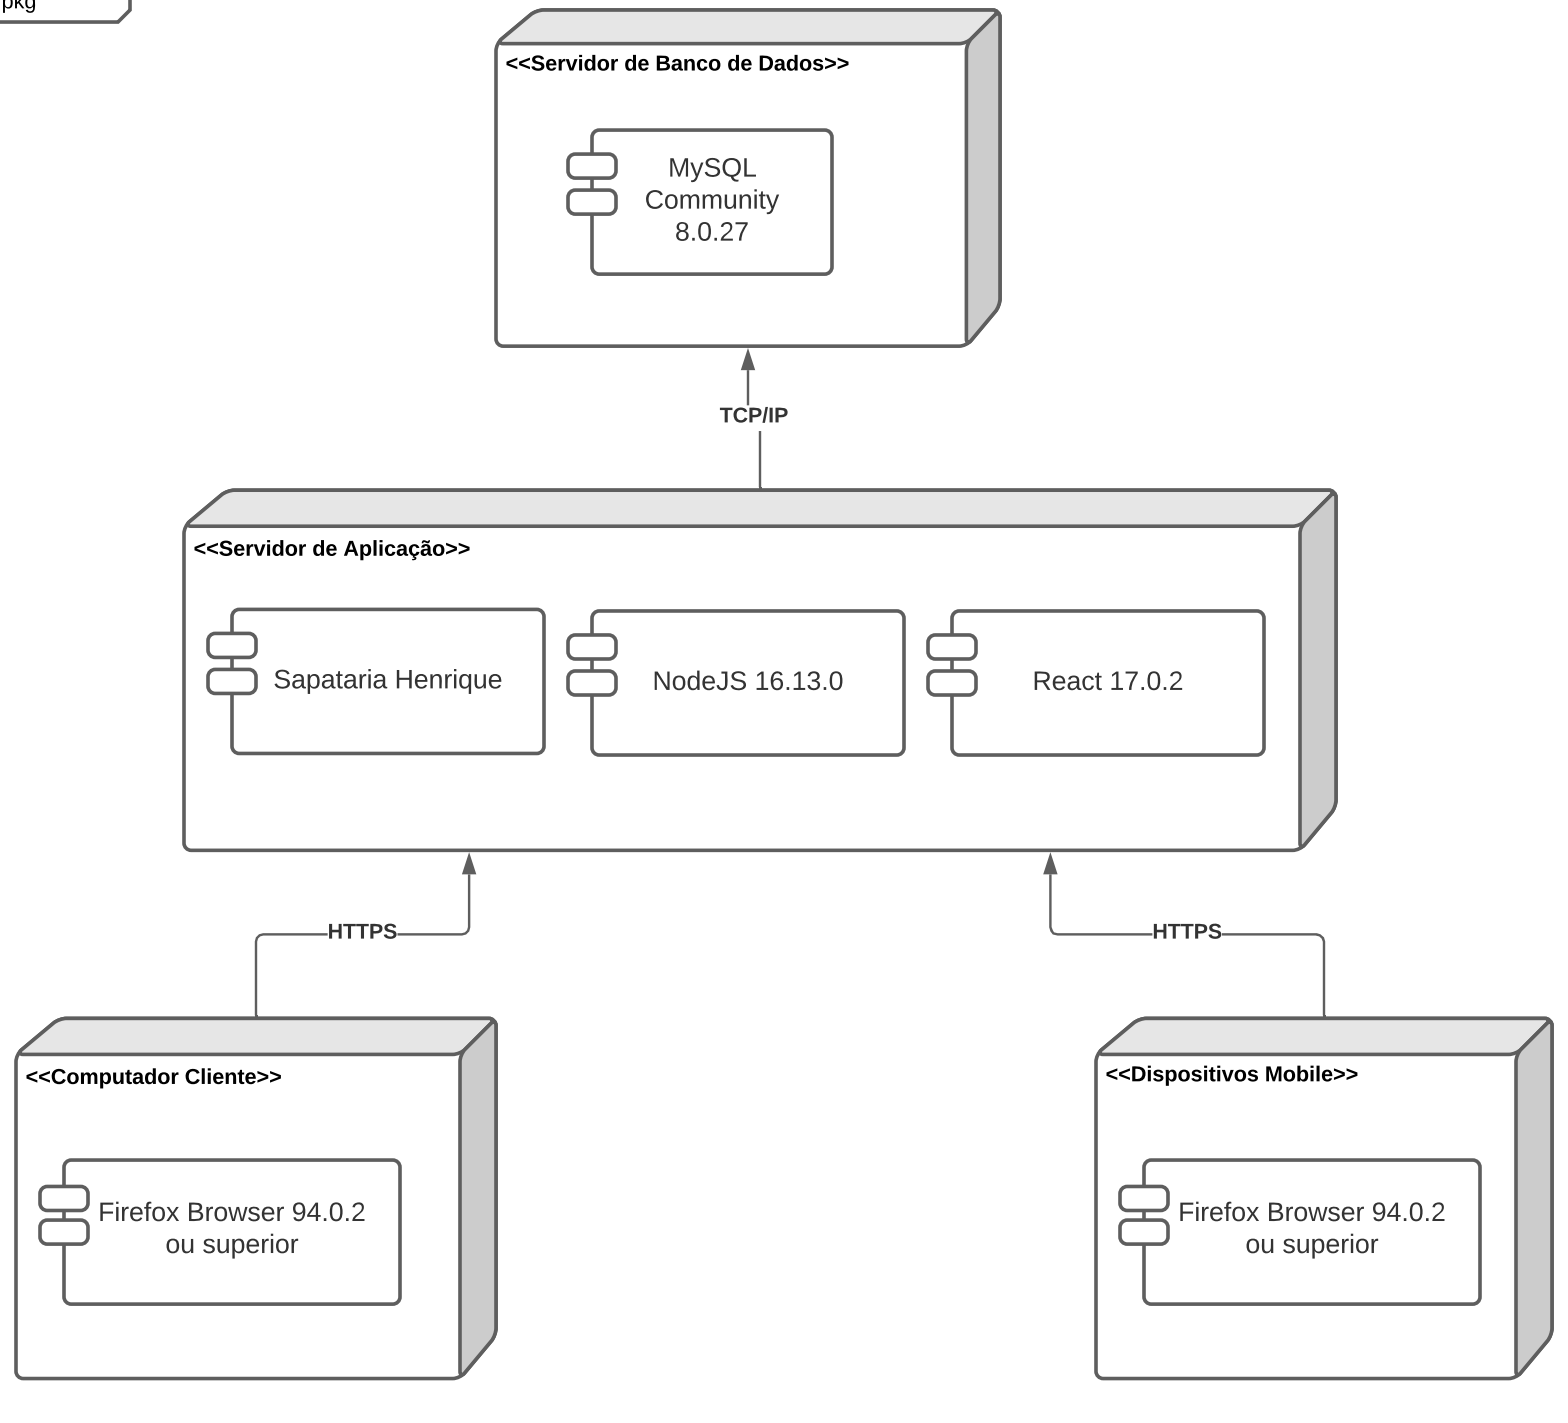 pkg
<<Servidor de Banco de Dados>>
MySQL
Community
8.0.27
TCP/IP
<<Servidor de Aplicação>>
Sapataria Henrique
NodeJS 16.13.0
React 17.0.2
HTTPS
HTTPS
<<Computador Cliente>>
Firefox Browser 94.0.2
ou superior
<<Dispositivos Mobile>>
Firefox Browser 94.0.2
ou superior